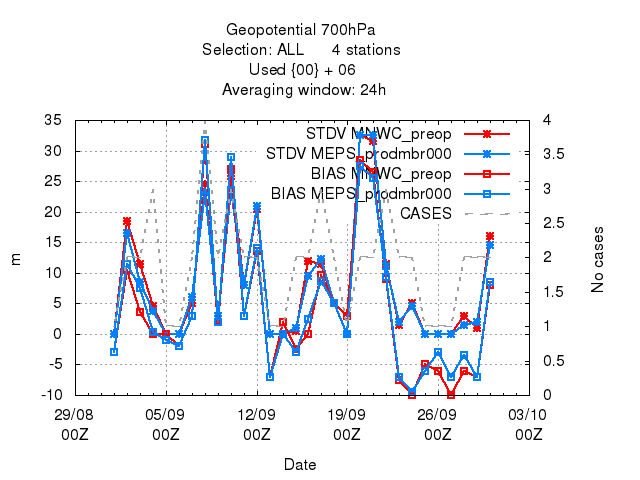 Geopotential 700hPa
Selection: ALL 4 stations
Used {00} + 06
Averaging window: 24h
STDV MNWC_preop
STDV MEPS_prodmbr000
BIAS MNWC_preop
BIAS MEPS_prodmbr000
CASES
35
30
25
20
15
10
5
0
-5
-10
m
4
3.5
3
2.5
2
1.5
1
0.5
0
No cases
29/08 05/09 12/09 19/09 26/09 03/10
00Z 00Z 00Z 00Z 00Z 00Z
Date